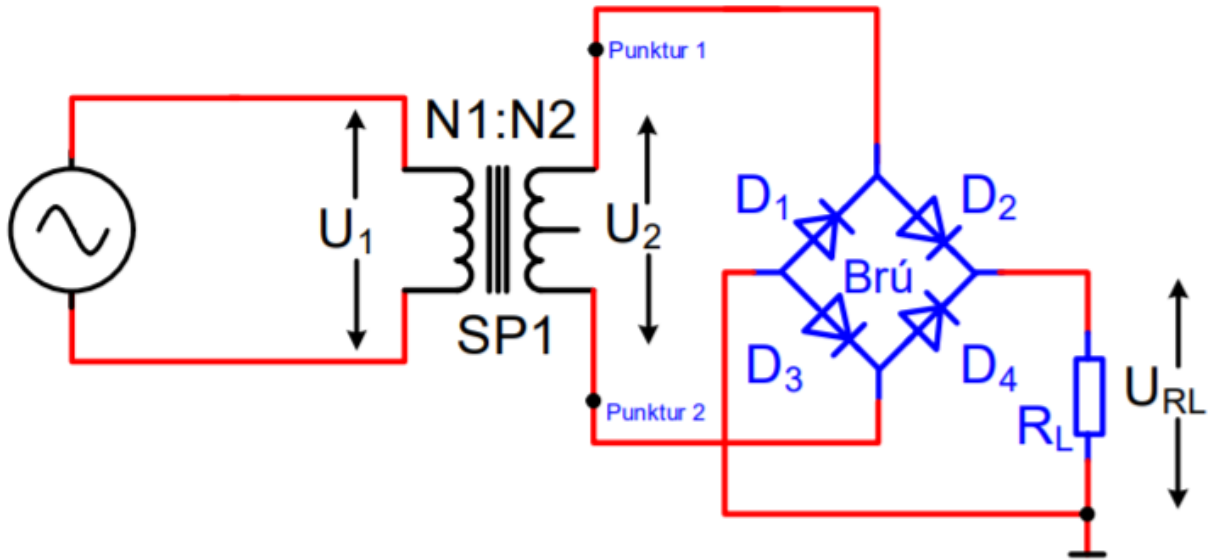 Punktur 1
N1:N2
U1
U2
SP1
D1
D2
Brú
D3
D4
Punktur 2
RL
URL